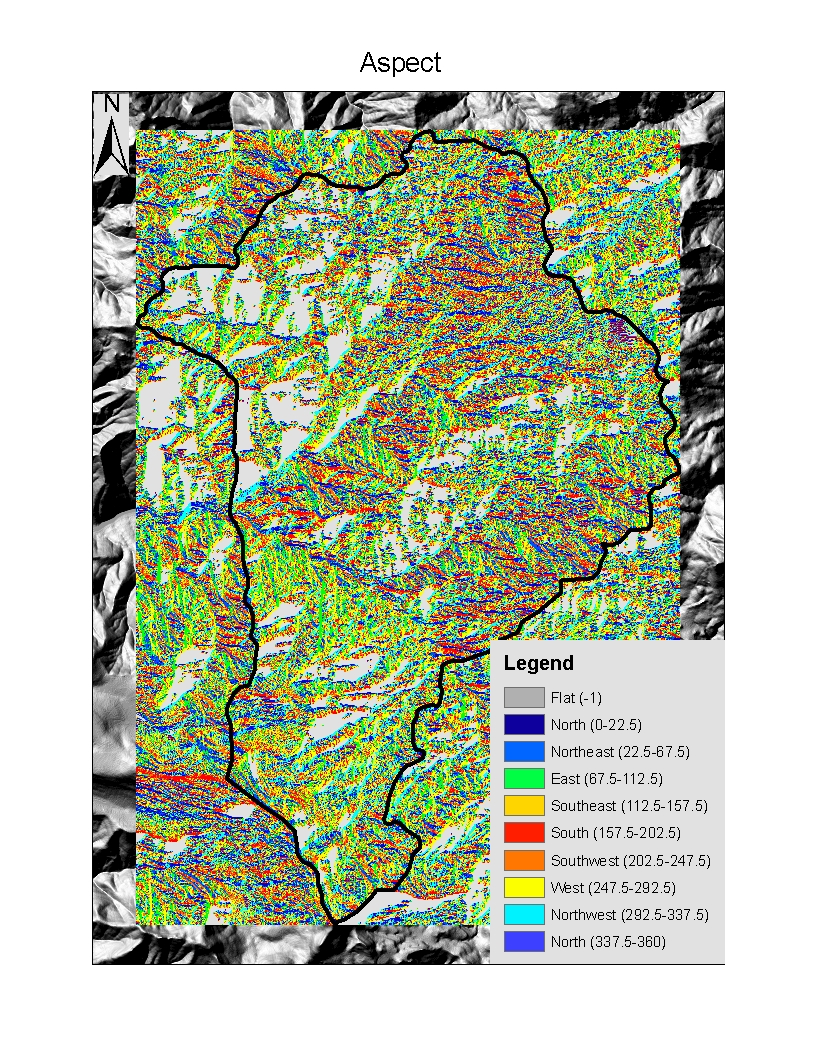 Aspect
N
Legend
Flat (-1)
North (0-22.5)
Northeast (22.5-67.5)
East (67.5-112.5)
Southeast (112.5-157.5)
South (157.5-202.5)
Southwest (202.5-247.5)
West (247.5-292.5)
Northwest (292.5-337.5)
North (337.5-360)